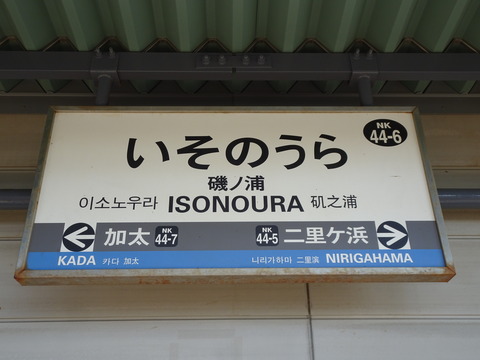 NK
44-6
いそのうら
磯ノ浦
이소노우라 ISONOURA 矶之浦
加太 NK 44-7 NK 44-5 二里ケ浜
KADA 카다 加太 니리가하마 二里滨 NIRIGAHAMA